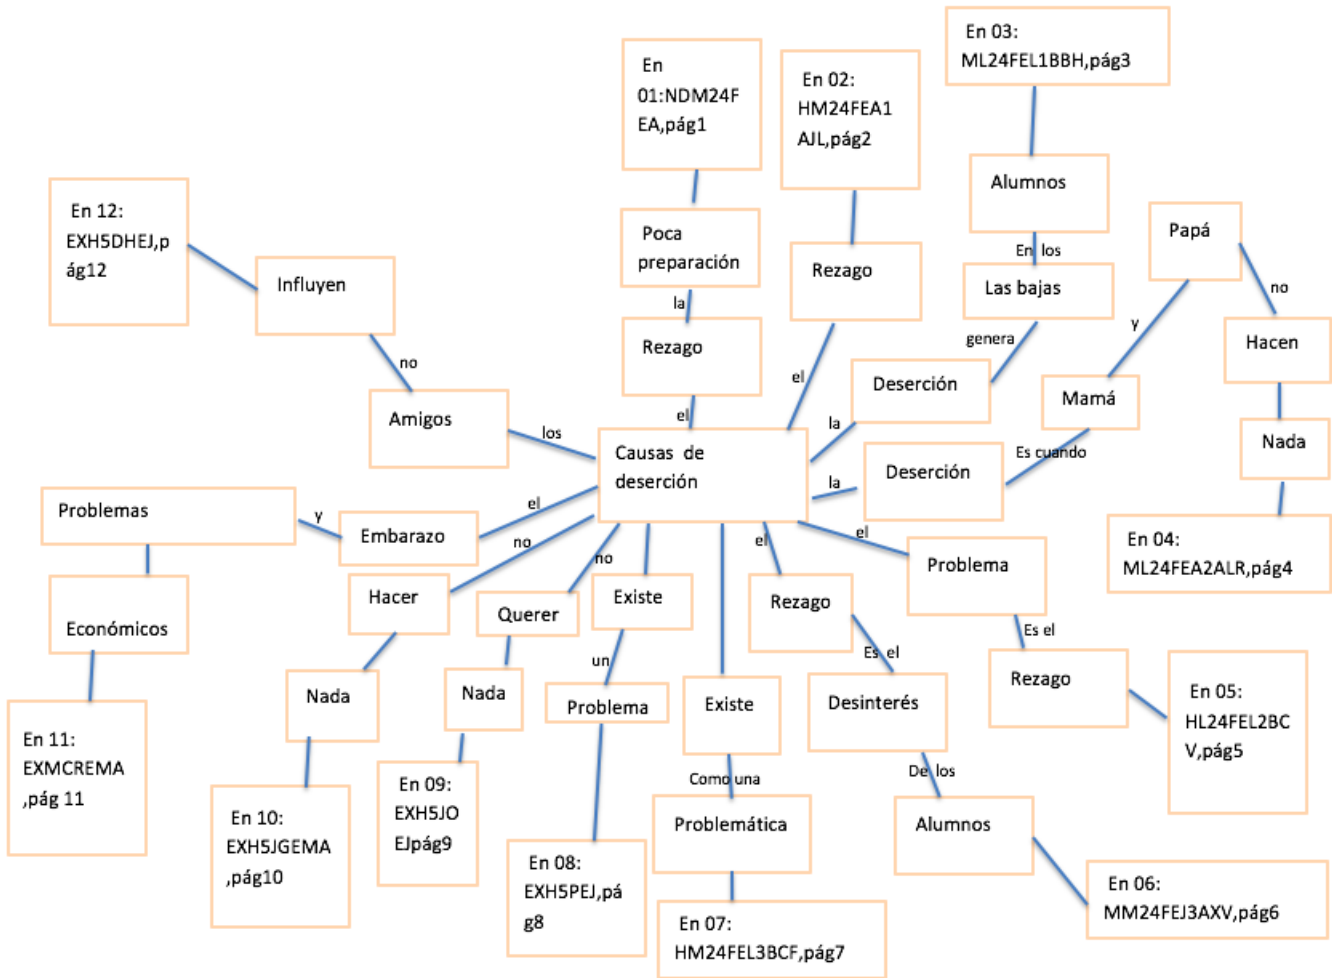 En 03:
ML24FEL1BBH,pág3
En
01:NDM24F
EA,pág1
En 02:
HM24FEA1
AJL,pág2
Alumnos
En 12:
EXH5DHEJ,p
ág12
Poca
preparación
Papá
En los
Rezago
Influyen
Las bajas
no
la
y
genera
Hacen
Rezago
no
el
Deserción
Mamá
Amigos
el
la
los
Nada
Causas de
deserción
Es cuando
Deserción
la
Problemas
y
Embarazo
el
no
no
el
el
Problema
En 04:
ML24FEA2ALR,pág4
Hacer
Querer
Existe
Rezago
Económicos
Es el
un
Es el
Nada
Nada
Problema
Existe
Desinterés
Rezago
En 05:
HL24FEL2BC
V,pág5
En 11:
EXMCREMA
,pág 11
Como una
De los
En 09:
EXH5JO
EJpág9
En 10:
EXH5JGEMA
,pág10
Problemática
Alumnos
En 08:
EXH5PEJ,pá
g8
En 06:
MM24FEJ3AXV,pág6
En 07:
HM24FEL3BCF,pág7